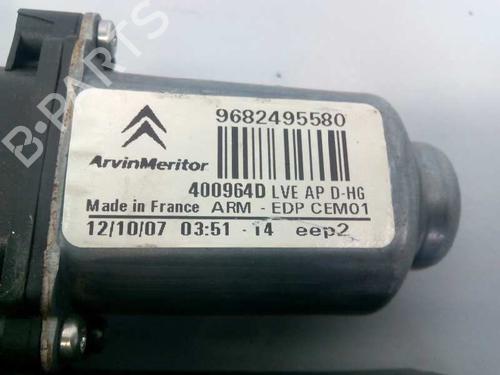 9682495580
ArvinMeritor
400964D LVE AP D-HG
Made in France ARM - EDP CEM01
12/10/07 03:51 -14 eep2
B-PARTS